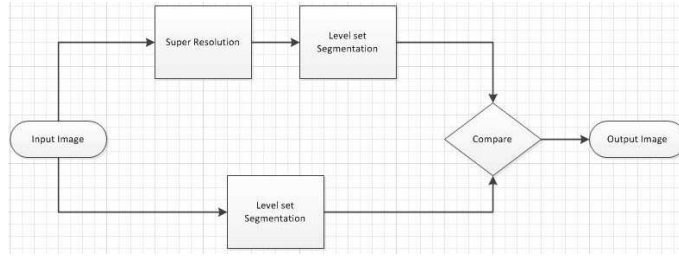 Super Resolution
Level set
Segmentation
Input Image
Compare
Output Image
Level set
Segmentation